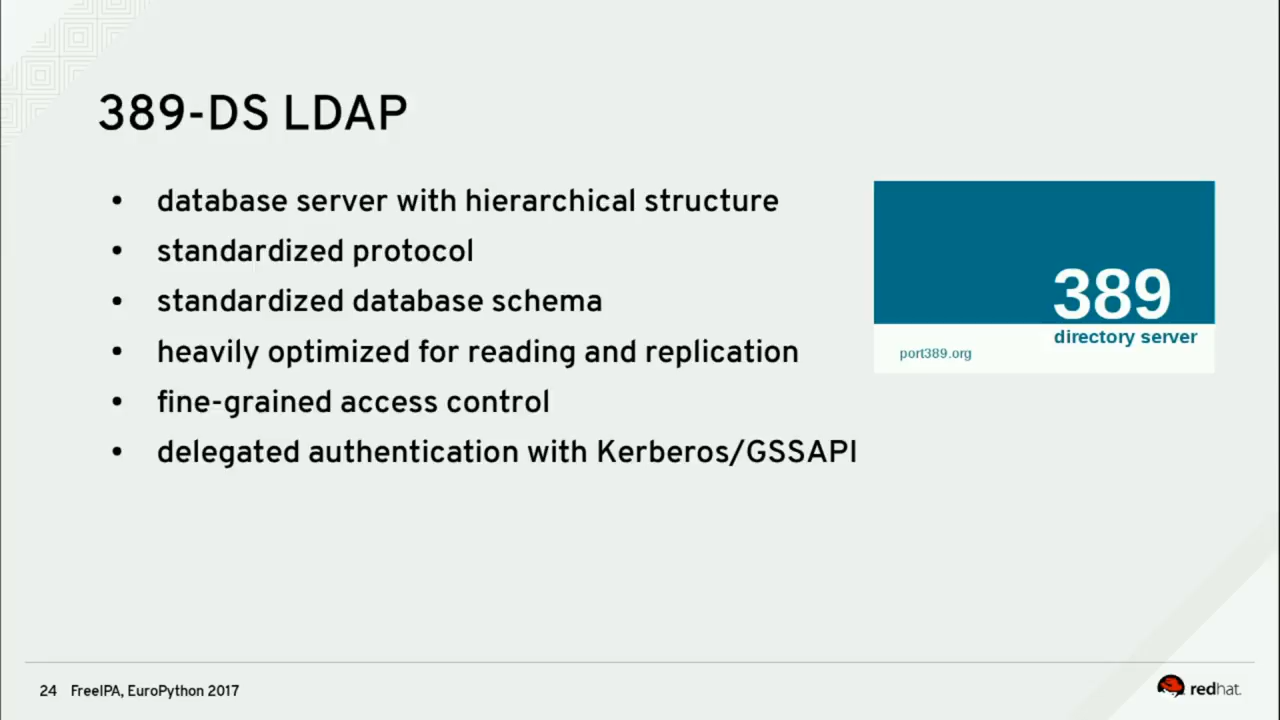 389-DS LDAP
• database server with hierarchical structure
• standardized protocol
• standardized database schema
• heavily optimized for reading and replication
• fine-grained access control
• delegated authentication with Kerberos/GSSAPI
389
directory server
port389.org
24 FreeIPA, EuroPython 2017
redhat.